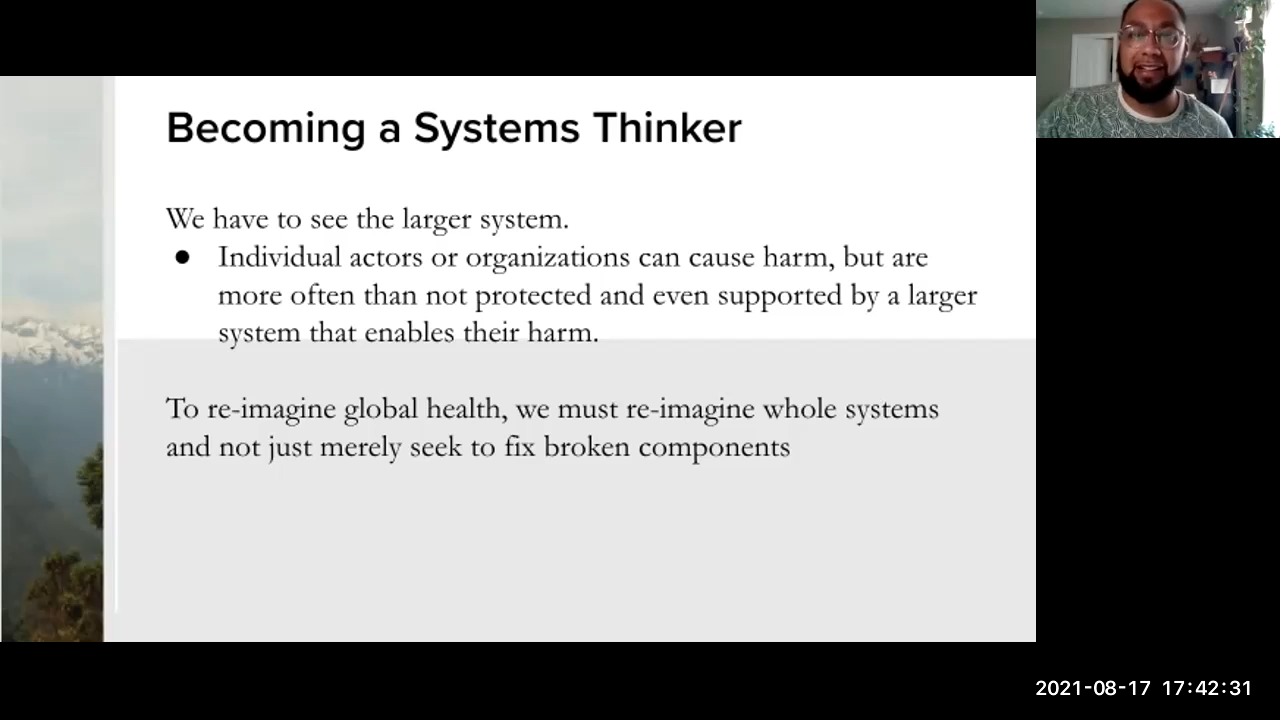 Becoming a Systems Thinker
We have to see the larger system.
● Individual actors or organizations can cause harm, but are
more often than not protected and even supported by a larger
system that enables their harm.
To re-imagine global health, we must re-imagine whole systems
and not just merely seek to fix broken components
2021-08-17 17:42:31